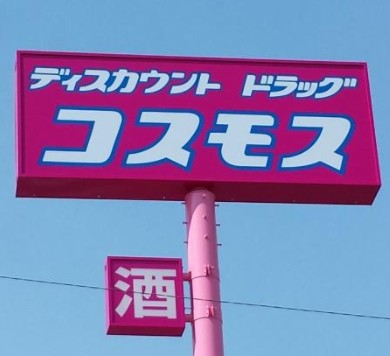 ディスカウント ドラッグ
コスモス
酒